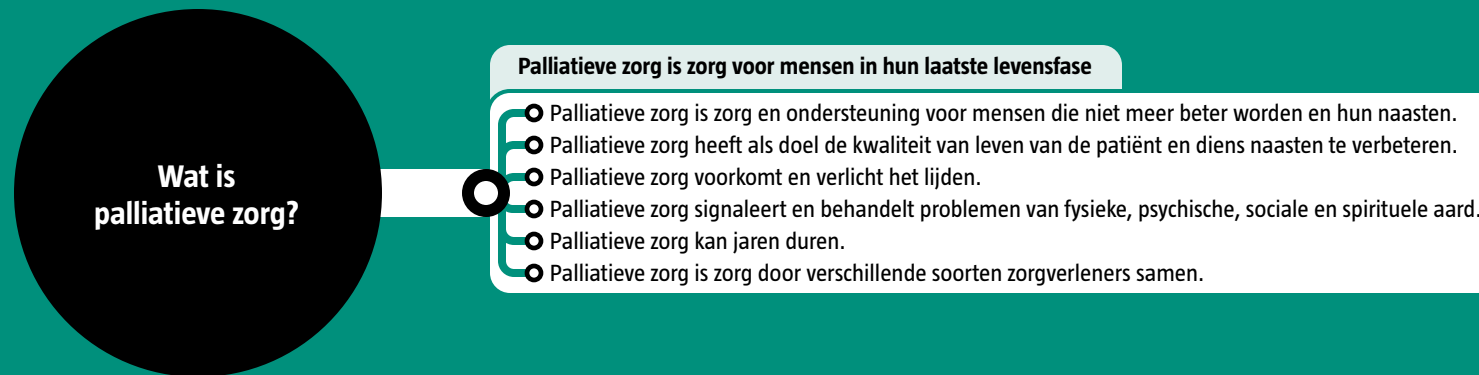 Wat is
palliatieve zorg?
Palliatieve zorg is zorg voor mensen in hun laatste levensfase
Palliatieve zorg is zorg en ondersteuning voor mensen die niet meer beter worden en hun naasten.
Palliatieve zorg heeft als doel de kwaliteit van leven van de patiënt en diens naasten te verbeteren.
Palliatieve zorg voorkomt en verlicht het lijden.
Palliatieve zorg signaleert en behandelt problemen van fysieke, psychische, sociale en spirituele aard.
Palliatieve zorg kan jaren duren.
Palliatieve zorg is zorg door verschillende soorten zorgverleners samen.